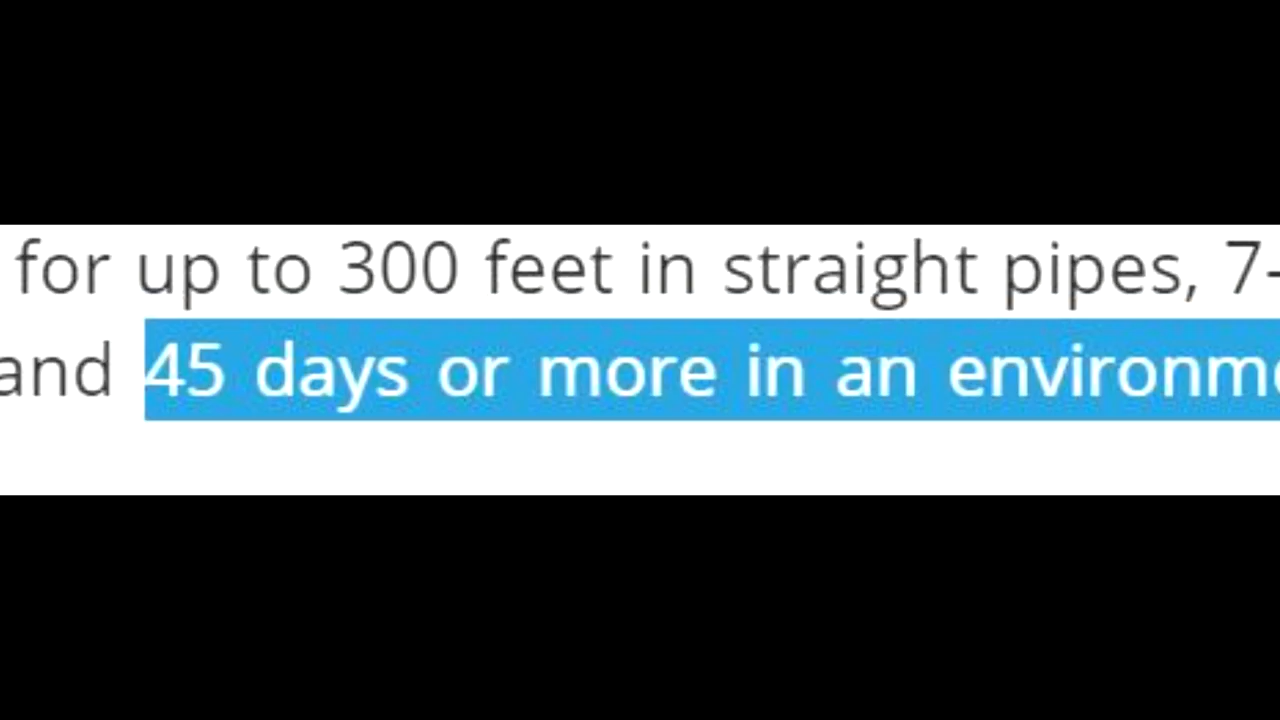 for up to 300 feet in straight pipes, 7-
and 45 days or more in an environm